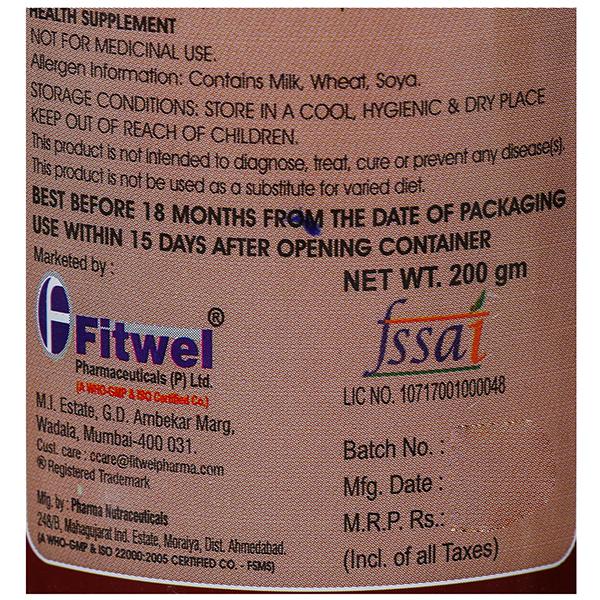 HEALTH SUPPLEMENT
NOT FOR MEDICINAL USE.
Allergen Information: Contains Milk, Wheat, Soya.
STORAGE CONDITIONS: STORE IN A COOL, HYGIENIC & DRY PLACE
KEEP OUT OF REACH OF CHILDREN.
This product is not intended to diagnose, treat, cure or prevent any disease(s).
This product is not be used as a substitute for varied diet.
BEST BEFORE 18 MONTHS FROM THE DATE OF PACKAGING
USE WITHIN 15 DAYS AFTER OPENING CONTAINER
Marketed by :
f Fitwel®
Pharmaceuticals (P) Ltd.
(A WHO-GMP & ISO Certified Co.)
M.I. Estate, G.D. Ambekar Marg,
Wadala, Mumbai-400 031.
Cust. care : ccare@fitwelpharma.com
® Registered Trademark
Mfg. by : Pharma Nutraceuticals
248/B, Mahagujarat Ind. Estate, Moraiya, Dist. Ahmedabad.
(A WHO-GMP & ISO 22000:2005 CERTIFIED CO. - FSMS)
NET WT. 200 gm
fssai
LIC NO. 10717001000048
Batch No. :
Mfg. Date :
M.R.P. Rs.:
(Incl. of all Taxes)